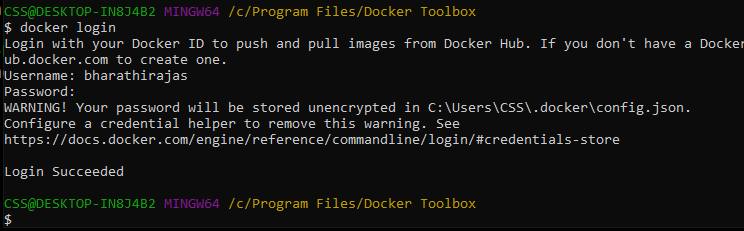 CSS@DESKTOP-IN8J4B2 MINGW64 /c/Program Files/Docker Toolbox
$ docker login
Login with your Docker ID to push and pull images from Docker Hub. If you don't have a Docker
ub.docker.com to create one.
Username: bharathirajas
Password:
WARNING! Your password will be stored unencrypted in C:\Users\CSS\.docker\config.json.
Configure a credential helper to remove this warning. See
https://docs.docker.com/engine/reference/commandline/login/#credentials-store
Login Succeeded
CSS@DESKTOP-IN8J4B2 MINGW64 /c/Program Files/Docker Toolbox
$